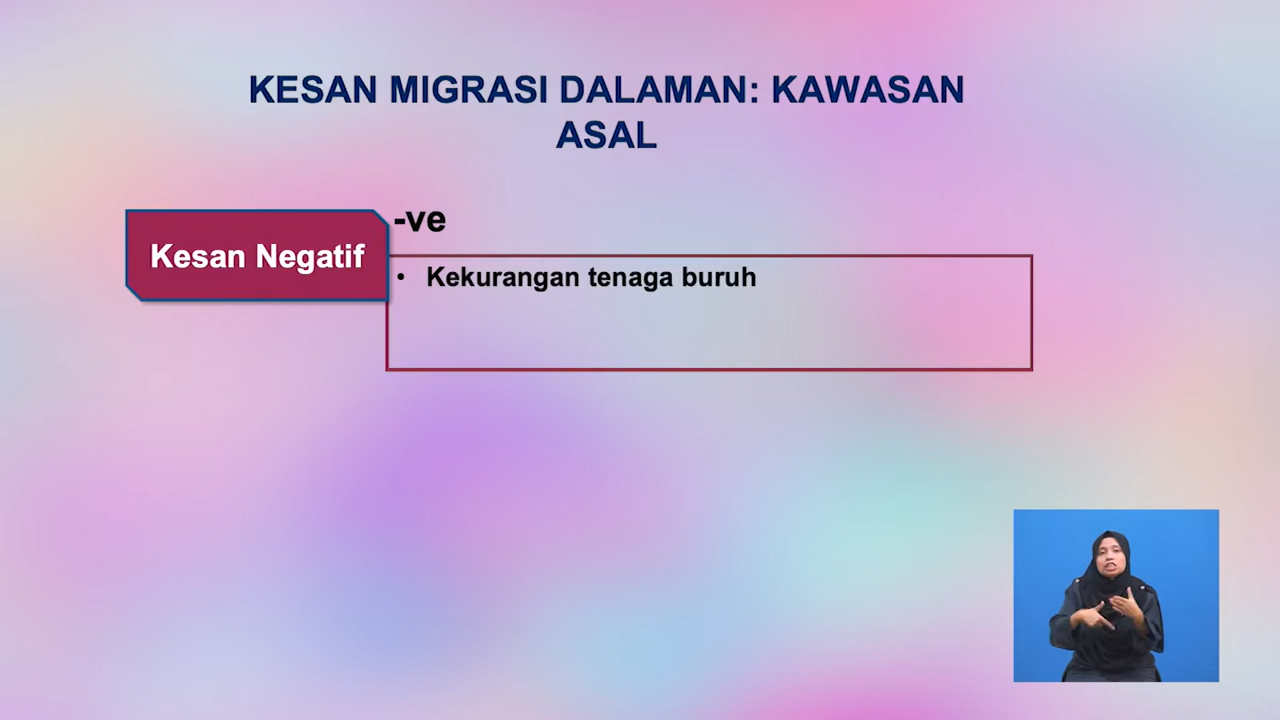 KESAN MIGRASI DALAMAN: KAWASAN
ASAL
-ve
Kesan Negatif
• Kekurangan tenaga buruh